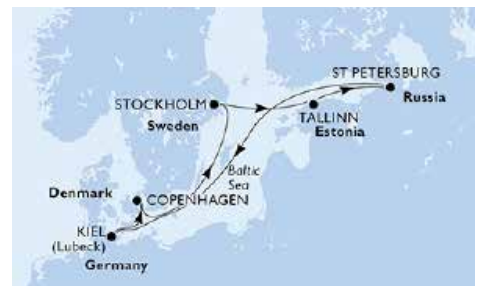 ST PETERSBURG
Russia
STOCKHOLM
Sweden
TALLINN
Estonia
Baltic
Sea
Denmark
COPENHAGEN
KIEL
(Lubeck)
Germany